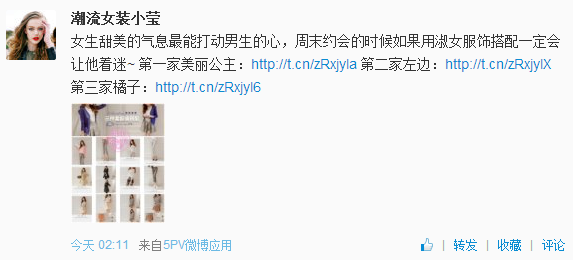 潮流女装小莹
女生甜美的气息最能打动男生的心，周末约会的时候如果用淑女服饰搭配一定会
让他着迷~ 第一家美丽公主：http://t.cn/zRxjyla 第二家左边：http://t.cn/zRxjylX
第三家橘子：http://t.cn/zRxjyl6
今天 02:11 来自5PV微博应用
转发 | 收藏 | 评论